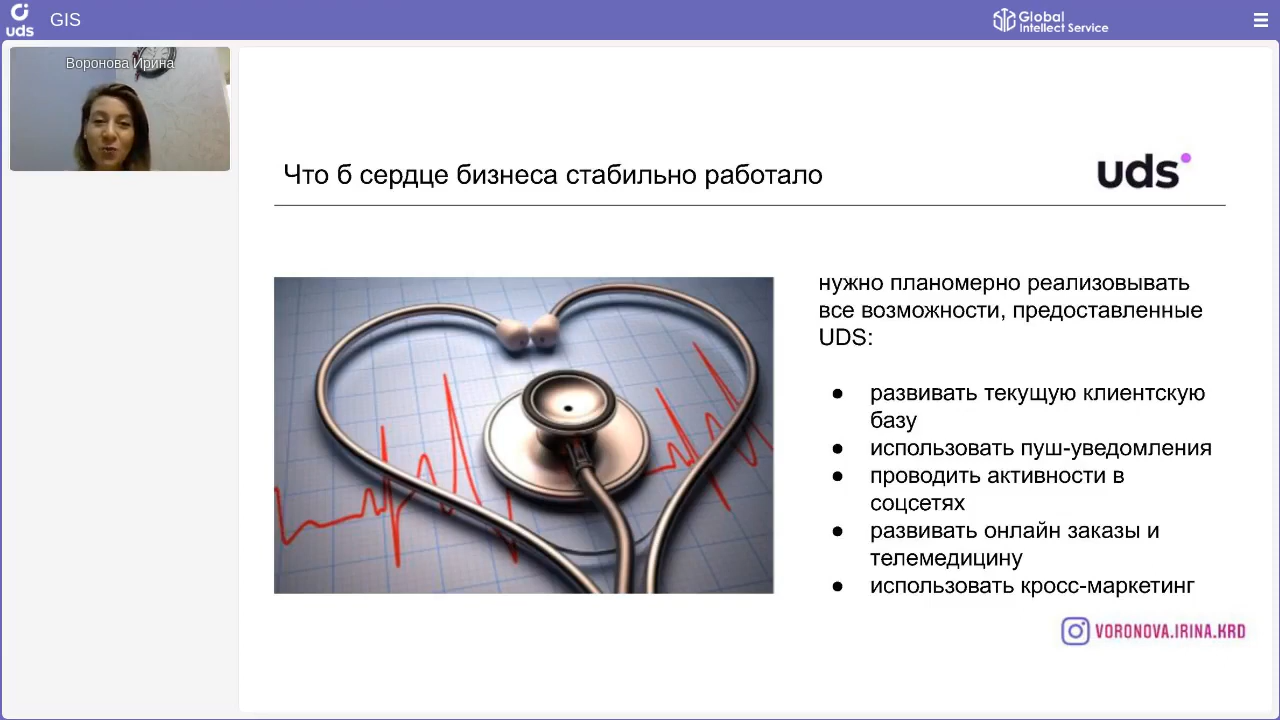 uds
GIS
Global
Intellect Service
Воронова Ирина
Что б сердце бизнеса стабильно работало
uds
нужно планомерно реализовывать
все возможности, предоставленные
UDS:
● развивать текущую клиентскую
базу
● использовать пуш-уведомления
● проводить активности в
соцсетях
● развивать онлайн заказы и
телемедицину
● использовать кросс-маркетинг
VORONOVA.IRINA.KRD